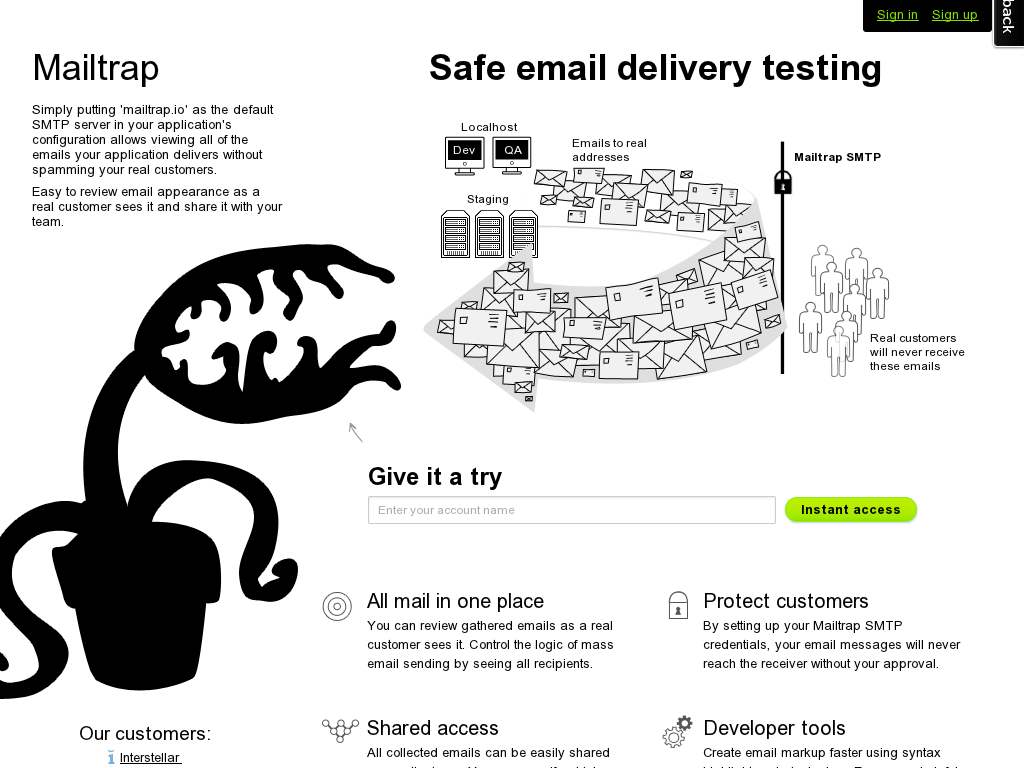 Sign in Sign up
back
Mailtrap
Safe email delivery testing
Simply putting 'mailtrap.io' as the default
SMTP server in your application's
configuration allows viewing all of the
emails your application delivers without
spamming your real customers.
Easy to review email appearance as a
real customer sees it and share it with your
team.
Localhost
Dev QA
Emails to real
addresses
Mailtrap SMTP
Staging
Real customers
will never receive
these emails
Give it a try
Enter your account name
Instant access
All mail in one place
You can review gathered emails as a real
customer sees it. Control the logic of mass
email sending by seeing all recipients.
Protect customers
By setting up your Mailtrap SMTP
credentials, your email messages will never
reach the receiver without your approval.
Our customers:
Interstellar
Shared access
All collected emails can be easily shared
Developer tools
Create email markup faster using syntax